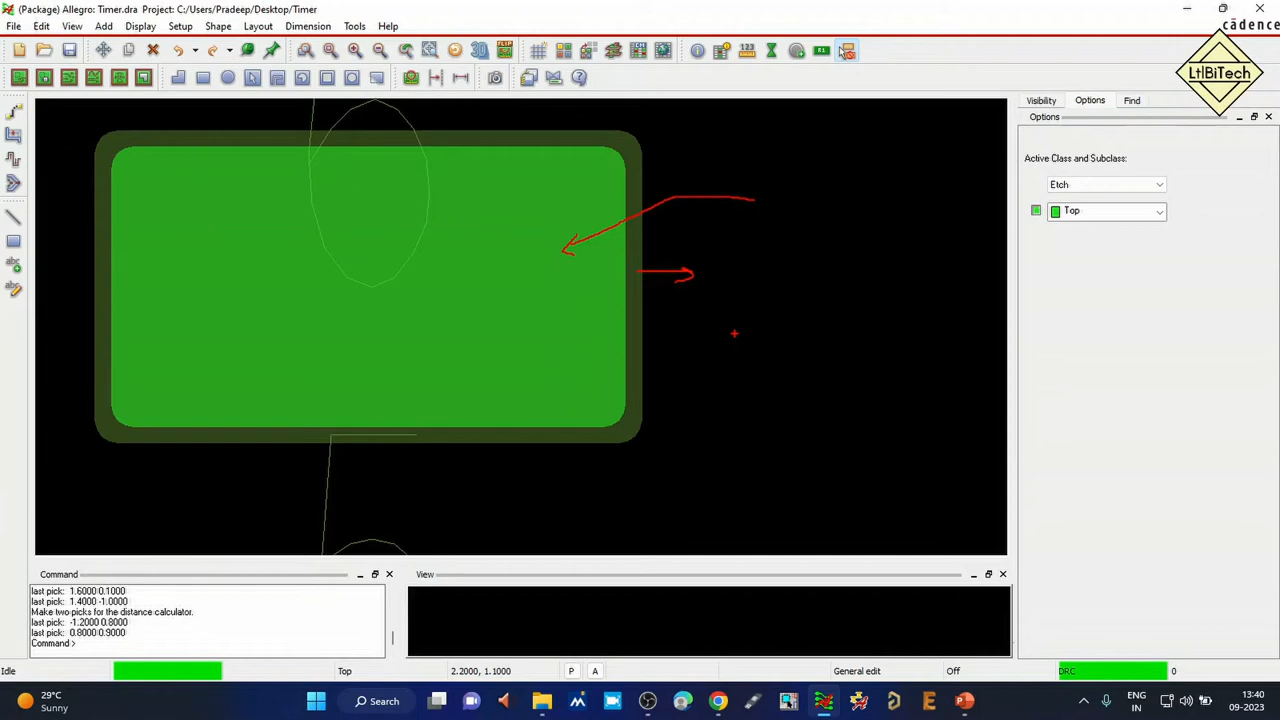 (Package) Allegro: Timer.dra Project: C:/Users/Pradeep/Desktop/Timer
cādence
File Edit View Add Display Setup Shape Layout Dimension Tools Help
LtlBiTech
Visibility Options Find
Options
Active Class and Subclass:
Etch
Top
Command
View
last pick: 1.6000 0.1000
last pick: 1.4000 -1.0000
Make two picks for the distance calculator.
last pick: -1.2000 0.8000
last pick: 0.8000 0.9000
Command >
Idle Top 2.2000, 1.1000 P A General edit Off DRC 0
29°C
Sunny
Search
ENG
IN
13:40
09-2023